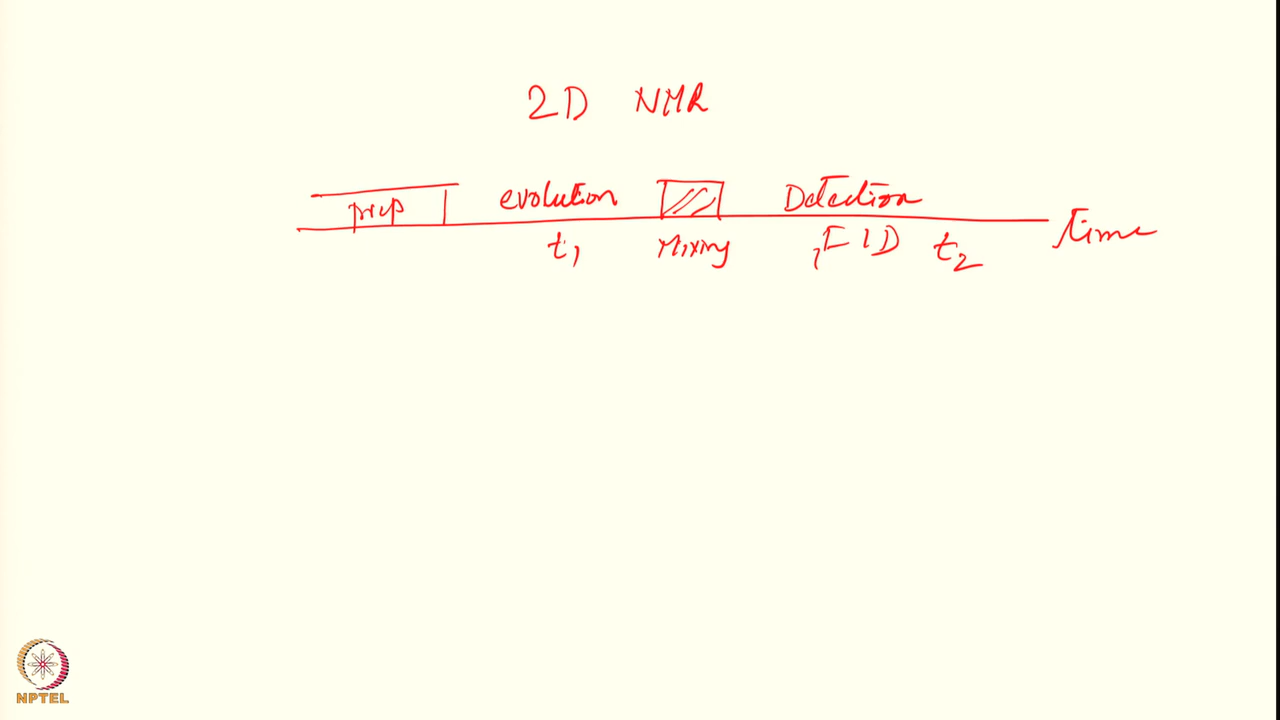 2D NMR
prep evolution Detection
t₁ Mixing FID t₂ time
NPTEL